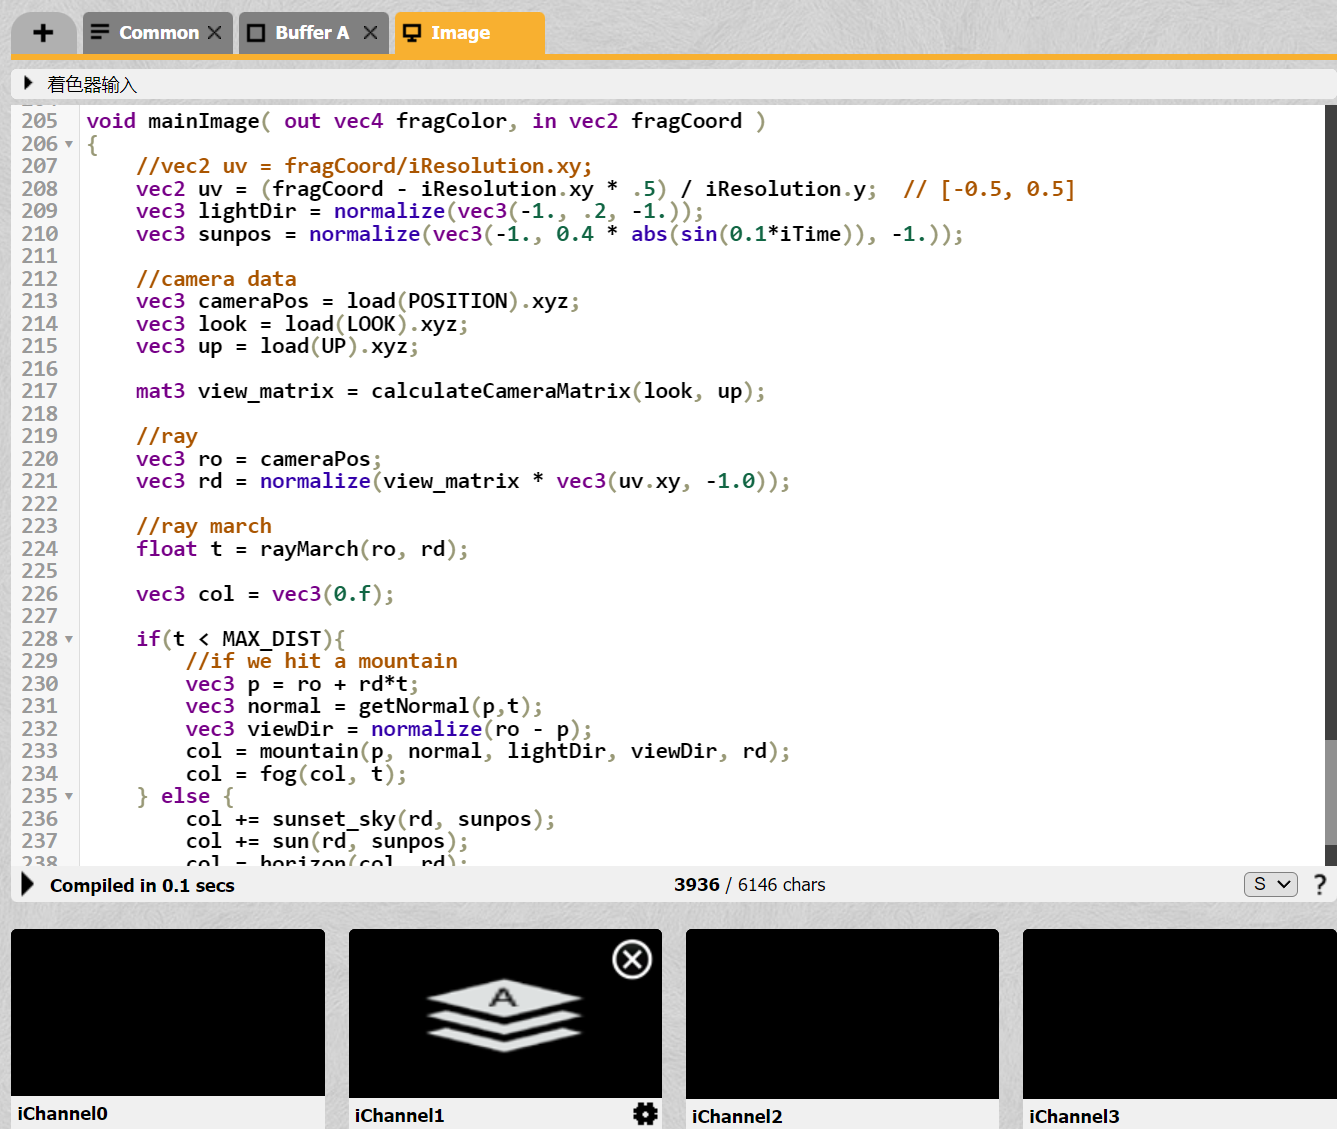 + Common × Buffer A × Image
着色器输入
205 void mainImage( out vec4 fragColor, in vec2 fragCoord )
206 {
207 //vec2 uv = fragCoord/iResolution.xy;
208 vec2 uv = (fragCoord - iResolution.xy * .5) / iResolution.y;  // [-0.5, 0.5]
209 vec3 lightDir = normalize(vec3(-1., .2, -1.));
210 vec3 sunpos = normalize(vec3(-1., 0.4 * abs(sin(0.1*iTime)), -1.));
211
212 //camera data
213 vec3 cameraPos = load(POSITION).xyz;
214 vec3 look = load(LOOK).xyz;
215 vec3 up = load(UP).xyz;
216
217 mat3 view_matrix = calculateCameraMatrix(look, up);
218
219 //ray
220 vec3 ro = cameraPos;
221 vec3 rd = normalize(view_matrix * vec3(uv.xy, -1.0));
222
223 //ray march
224 float t = rayMarch(ro, rd);
225
226 vec3 col = vec3(0.f);
227
228 if(t < MAX_DIST){
229 //if we hit a mountain
230 vec3 p = ro + rd*t;
231 vec3 normal = getNormal(p,t);
232 vec3 viewDir = normalize(ro - p);
233 col = mountain(p, normal, lightDir, viewDir, rd);
234 col = fog(col, t);
235 } else {
236 col += sunset_sky(rd, sunpos);
237 col += sun(rd, sunpos);
238 col = horizon(col, rd);
Compiled in 0.1 secs 3936 / 6146 chars S ?
A
iChannel0 iChannel1 iChannel2 iChannel3